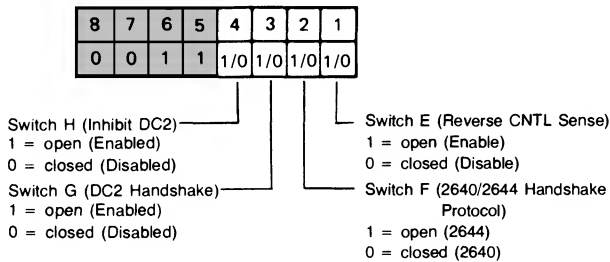 8 7 6 5 4 3 2 1
0 0 1 1 1/0 1/0 1/0 1/0
Switch H (Inhibit DC2)
1 = open (Enabled)
0 = closed (Disabled)
Switch G (DC2 Handshake)
1 = open (Enabled)
0 = closed (Disabled)
Switch E (Reverse CNTL Sense)
1 = open (Enable)
0 = closed (Disable)
Switch F (2640/2644 Handshake
Protocol)
1 = open (2644)
0 = closed (2640)